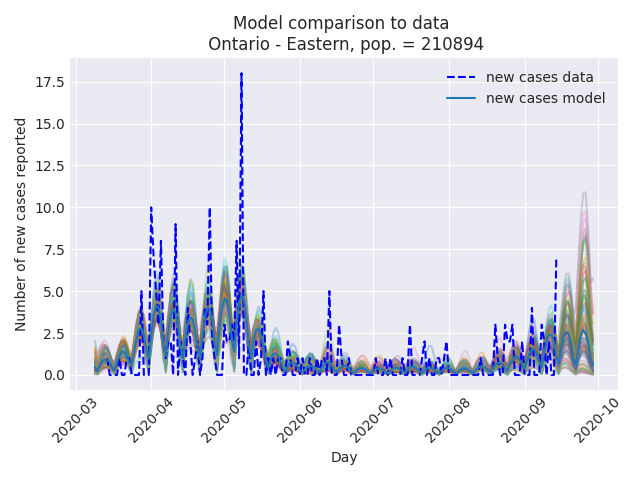 Model comparison to data
Ontario - Eastern, pop. = 210894
new cases data
new cases model
Number of new cases reported
17.5
15.0
12.5
10.0
7.5
5.0
2.5
0.0
2020-03
2020-04
2020-05
2020-06
2020-07
2020-08
2020-09
2020-10
Day